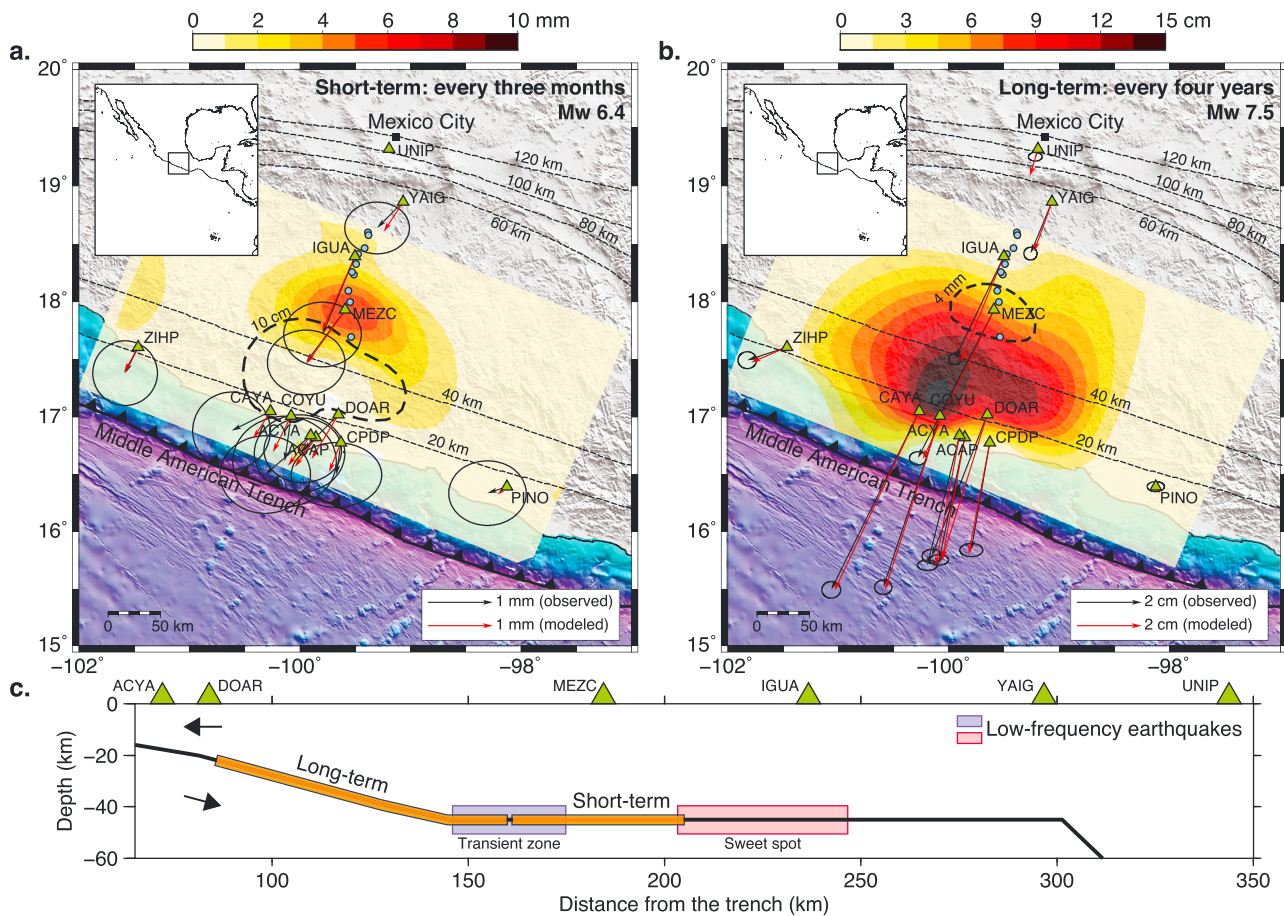 0 2 4 6 8 10 mm
0 3 6 9 12 15 cm
a.
b.
20°
19°
18°
17°
16°
15°
−102° −100° −98°
Short-term: every three months
Mw 6.4
Mexico City
UNIP
120 km
100 km
80 km
60 km
YAIG
IGUA
MEZC
10 cm
ZIHP
40 km
CAYA COYU DOAR
20 km
ACYA CPDP
ACAP
Middle American Trench
PINO
0 50 km
1 mm (observed)
1 mm (modeled)
Long-term: every four years
Mw 7.5
Mexico City
UNIP
120 km
100 km
80 km
60 km
YAIG
IGUA
4 mm
MEZC
ZIHP
40 km
CAYA COYU DOAR
20 km
ACYA CPDP
ACAP
Middle American Trench
PINO
0 50 km
2 cm (observed)
2 cm (modeled)
−102° −100° −98°
c.
ACYA DOAR MEZC IGUA YAIG UNIP
0
−20
−40
−60
Depth (km)
Long-term
Short-term
Low-frequency earthquakes
Transient zone
Sweet spot
100 150 200 250 300 350
Distance from the trench (km)